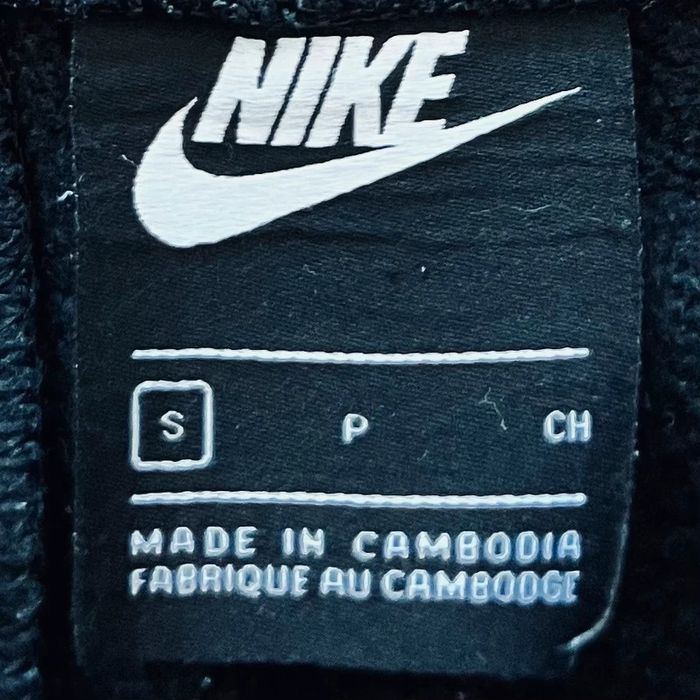 NIKE
S P CH
MADE IN CAMBODIA
FABRIQUE AU CAMBODGE